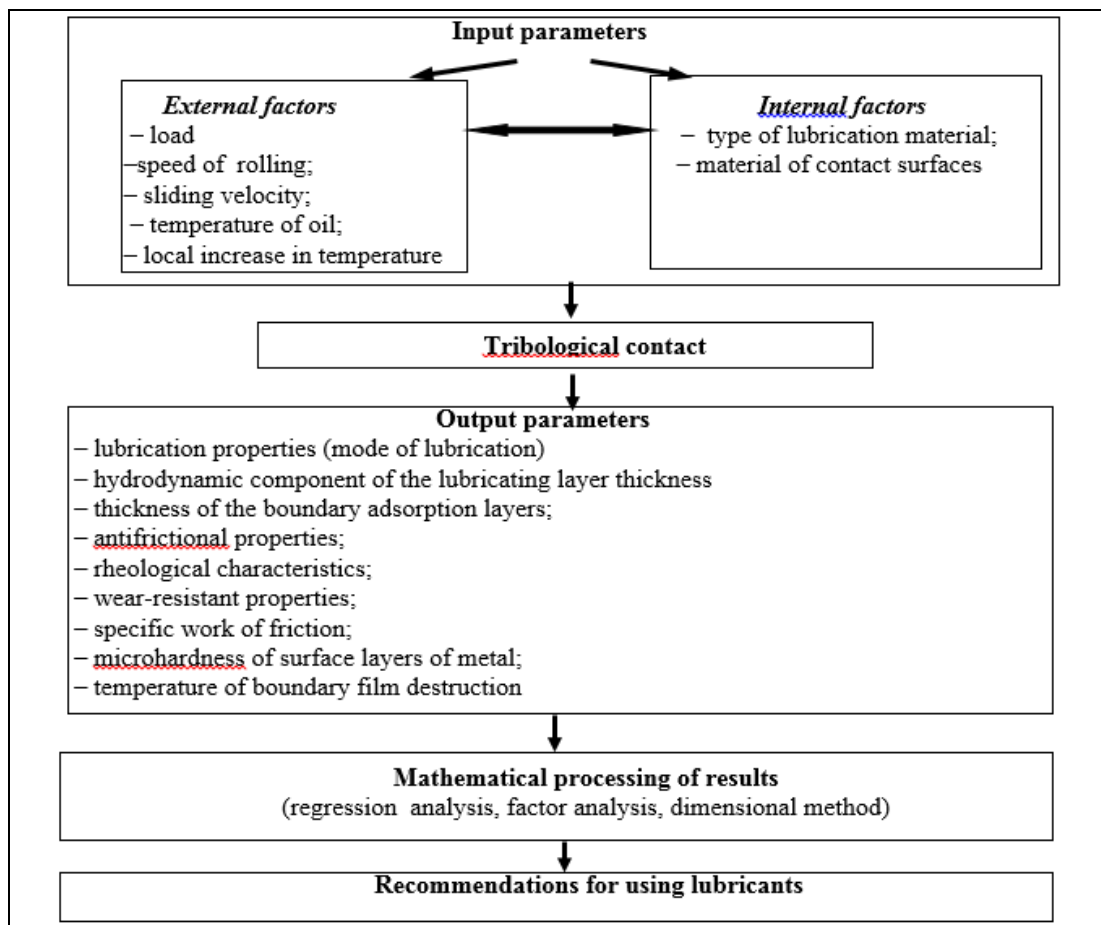 Input parameters
External factors
– load
–speed of  rolling;
– sliding velocity;
– temperature of oil;
– local increase in temperature
Internal factors
–  type of lubrication material;
– material of contact surfaces
Tribological contact
Output parameters
– lubrication properties (mode of lubrication)
– hydrodynamic component of the lubricating layer thickness
– thickness of the boundary adsorption layers;
– antifrictional properties;
– rheological characteristics;
– wear-resistant properties;
– specific work of friction;
– microhardness of surface layers of metal;
– temperature of boundary film destruction
Mathematical processing of results
(regression  analysis, factor analysis, dimensional method)
Recommendations for using lubricants